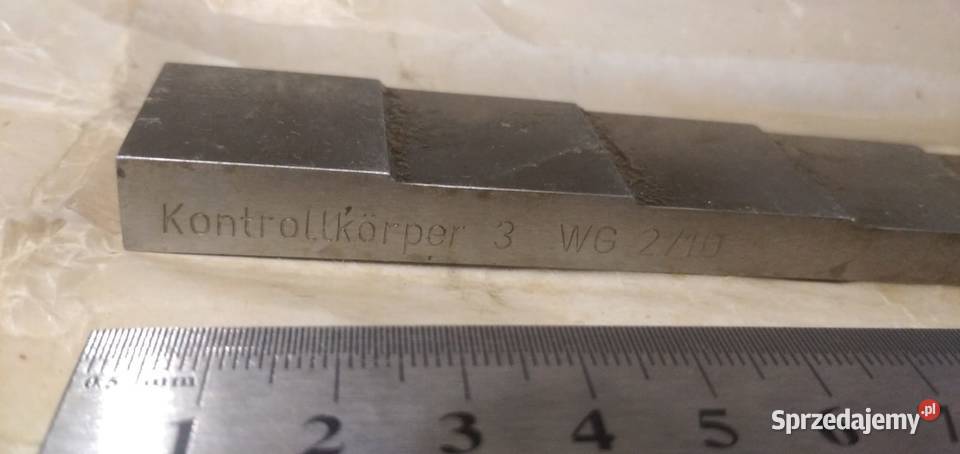 Kontrollkörper 3 WG 2/10
0.5 mm
1 2 3 4 5 6
Sprzedajemy.pl